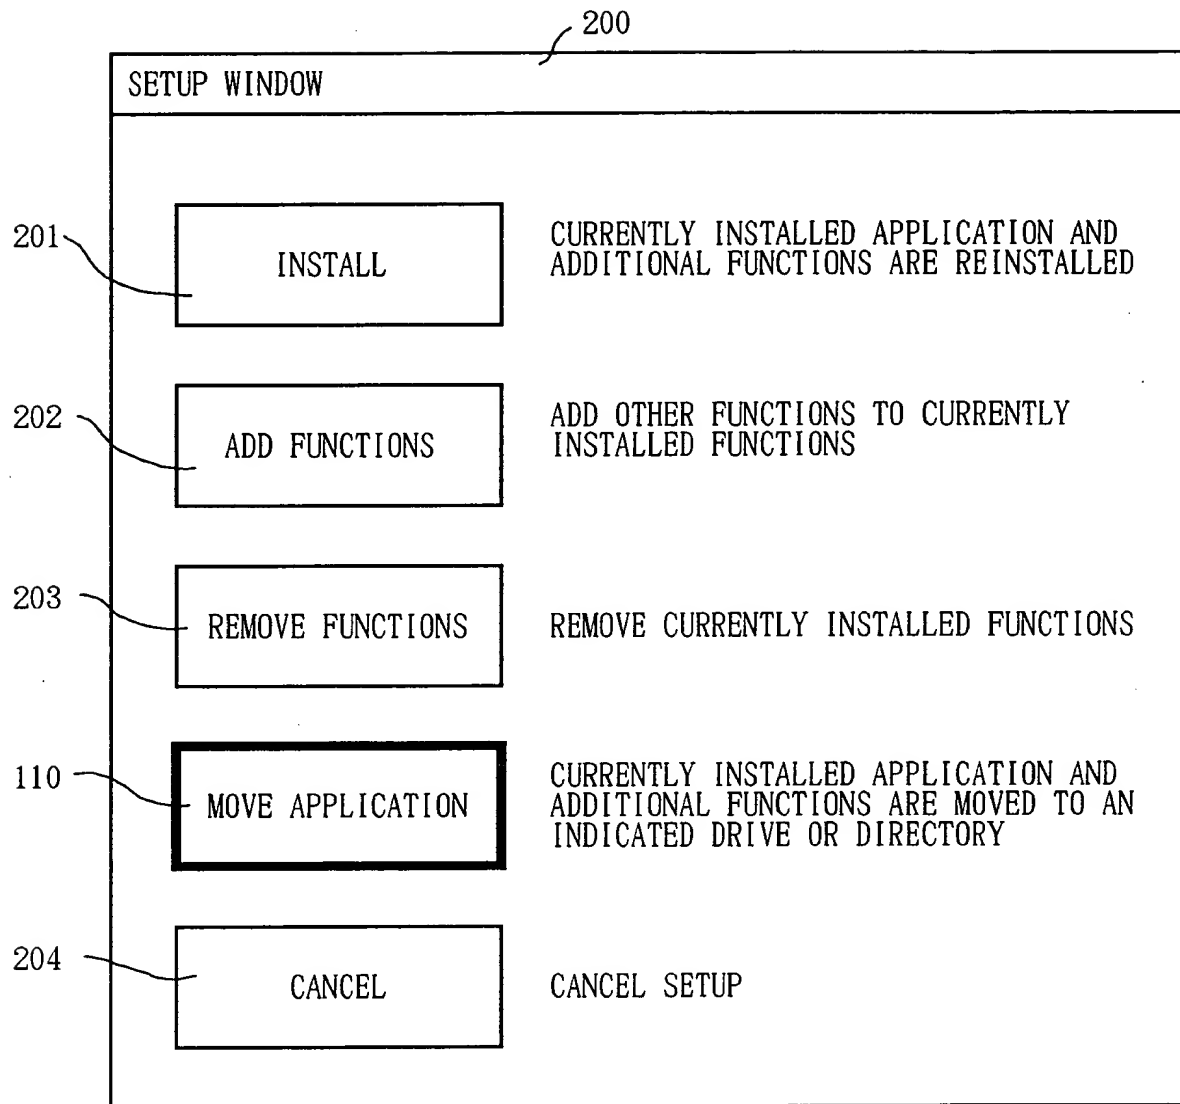 200
SETUP WINDOW
201
INSTALL
CURRENTLY INSTALLED APPLICATION AND
ADDITIONAL FUNCTIONS ARE REINSTALLED
202
ADD FUNCTIONS
ADD OTHER FUNCTIONS TO CURRENTLY
INSTALLED FUNCTIONS
203
REMOVE FUNCTIONS
REMOVE CURRENTLY INSTALLED FUNCTIONS
110
MOVE APPLICATION
CURRENTLY INSTALLED APPLICATION AND
ADDITIONAL FUNCTIONS ARE MOVED TO AN
INDICATED DRIVE OR DIRECTORY
204
CANCEL
CANCEL SETUP